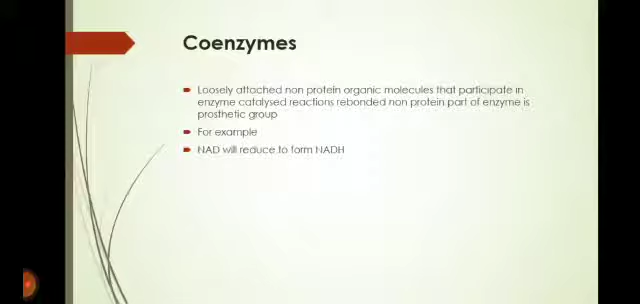 Coenzymes
Loosely attached non protein organic molecules that participate in
enzyme catalysed reactions rebonded non protein part of enzyme is
prosthetic group
For example
NAD will reduce to form NADH